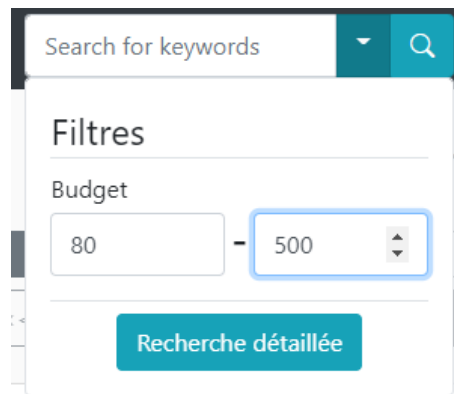 Search for keywords
Filtres
Budget
80 - 500
Recherche détaillée